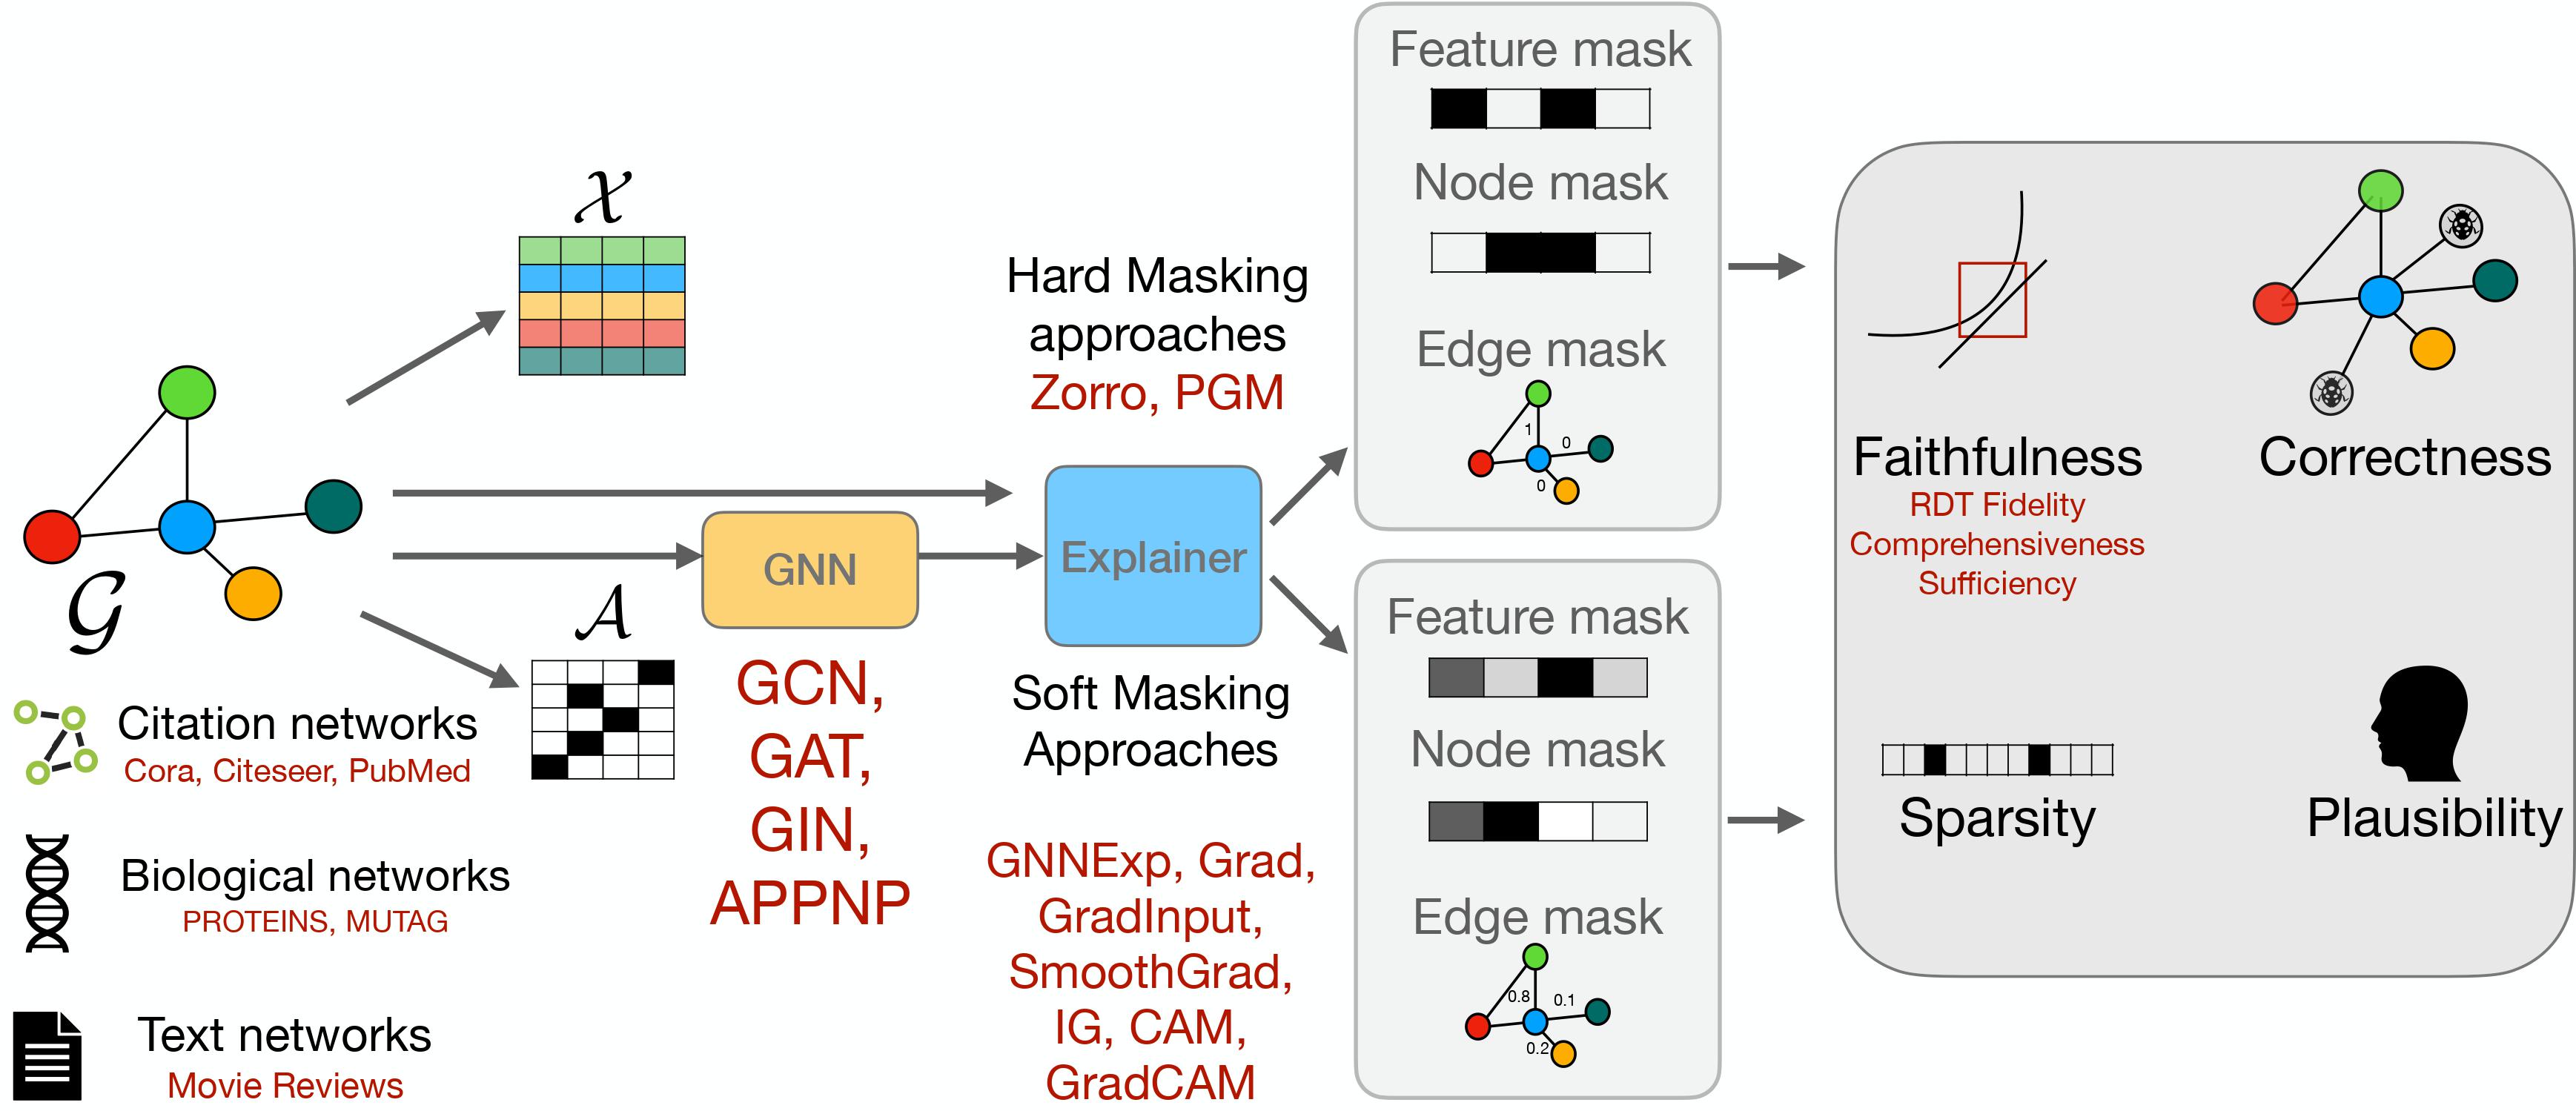 𝒢
Citation networks
Cora, Citeseer, PubMed
Biological networks
PROTEINS, MUTAG
Text networks
Movie Reviews
𝒳
𝒜
GNN
GCN,
GAT,
GIN,
APPNP
Hard Masking
approaches
Zorro, PGM
Explainer
Soft Masking
Approaches
GNNExp, Grad,
GradInput,
SmoothGrad,
IG, CAM,
GradCAM
Feature mask
Node mask
Edge mask
1
0
0
Feature mask
Node mask
Edge mask
0.8
0.1
0.2
Faithfulness
RDT Fidelity
Comprehensiveness
Sufficiency
Correctness
Sparsity
Plausibility